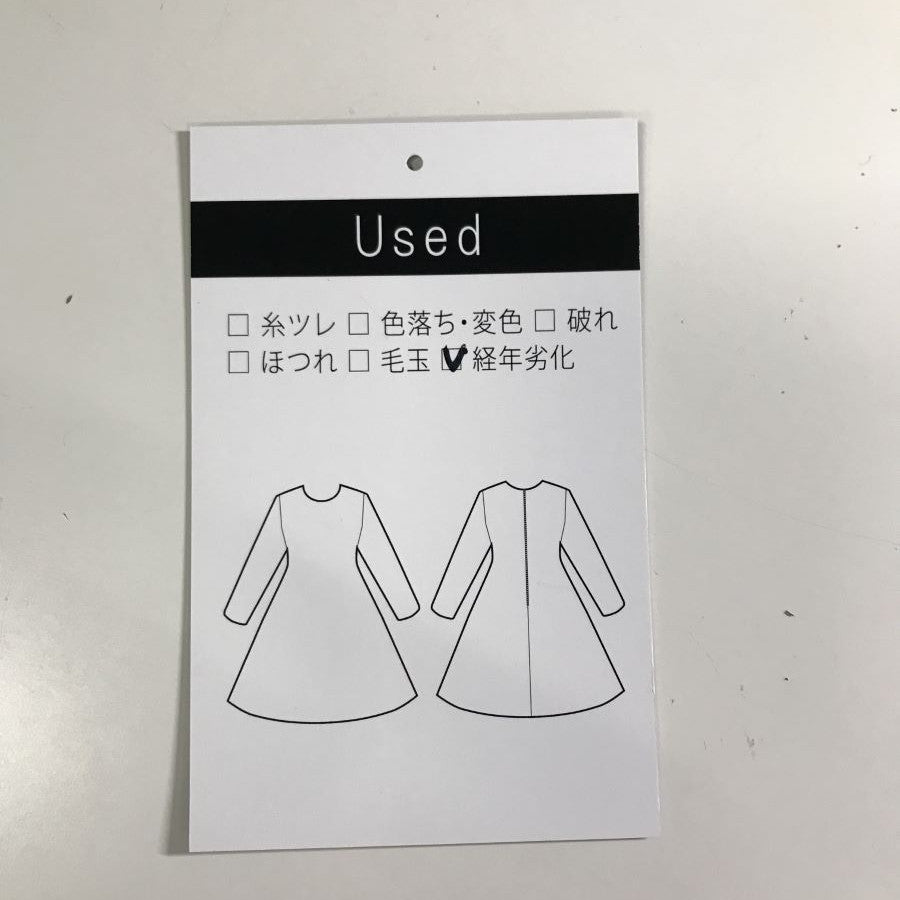 Used
□ 糸ツレ □ 色落ち・変色 □ 破れ
□ ほつれ □ 毛玉 ☑ 経年劣化